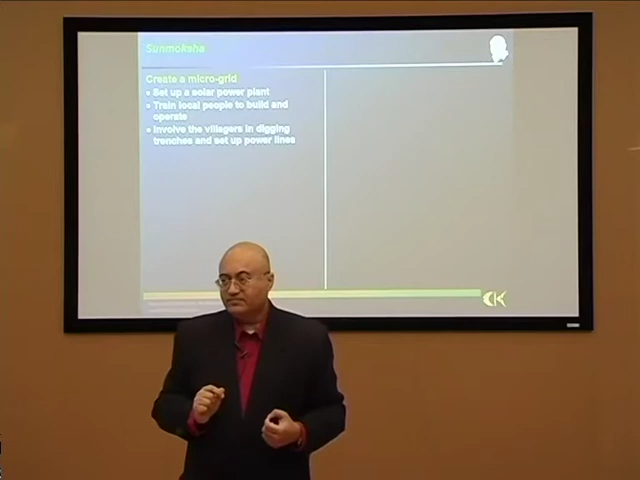 Sunmoksha
Create a micro-grid
• Set up a solar power plant
• Train local people to build and
operate
• Involve the villagers in digging
trenches and set up power lines
CK